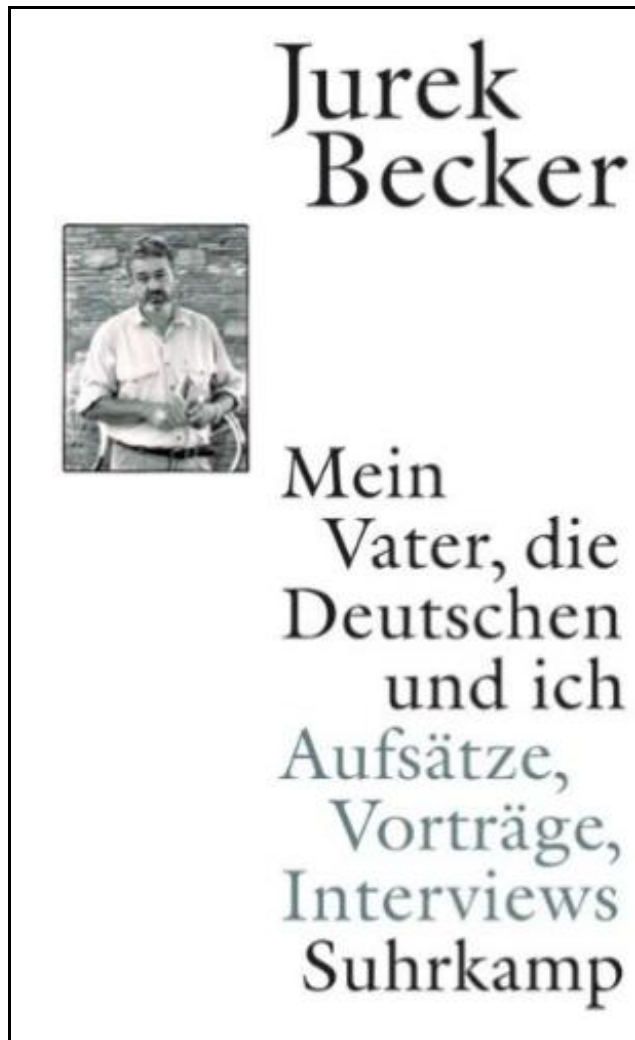 Jurek
Becker
Mein
Vater, die
Deutschen
und ich
Aufsätze,
Vorträge,
Interviews
Suhrkamp